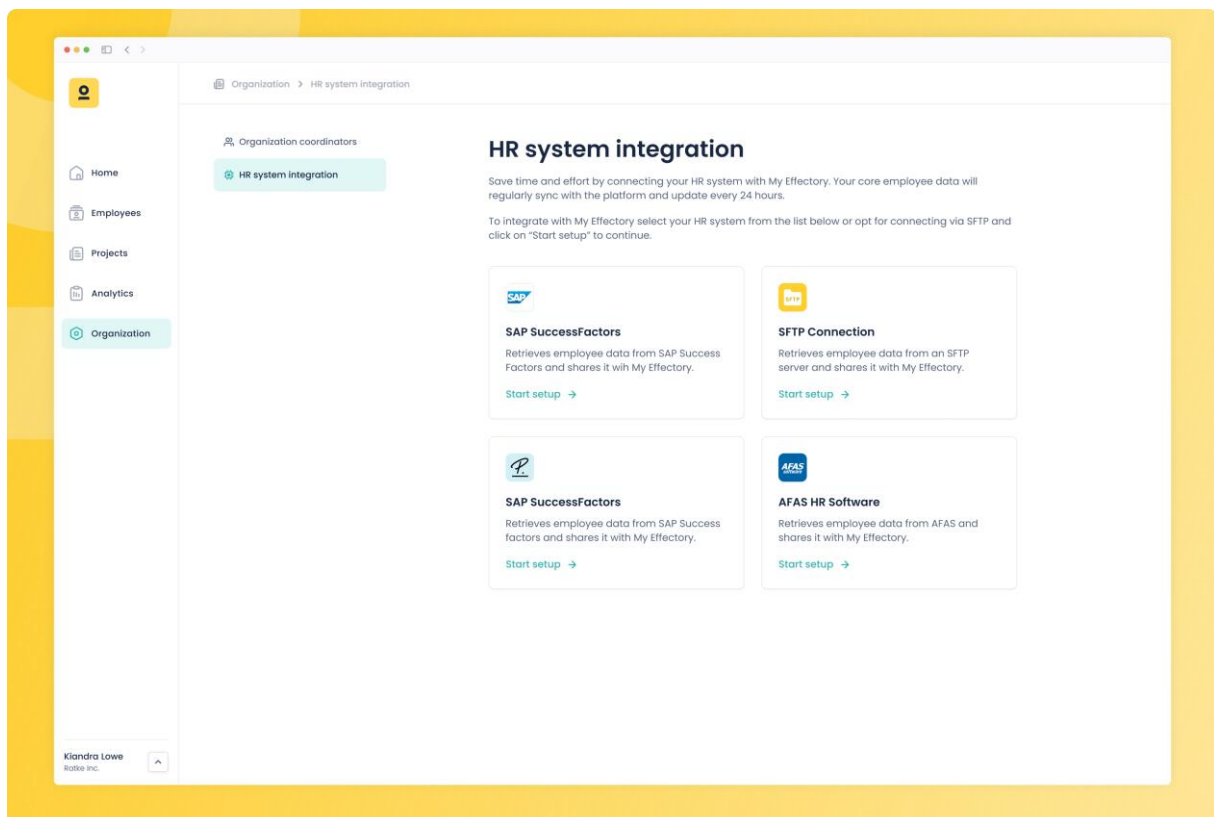 Organization > HR system integration
Home
Employees
Projects
Analytics
Organization
Organization coordinators
HR system integration
HR system integration
Save time and effort by connecting your HR system with My Effectory. Your core employee data will
regularly sync with the platform and update every 24 hours.
To integrate with My Effectory select your HR system from the list below or opt for connecting via SFTP and
click on “Start setup” to continue.
SAP
SAP SuccessFactors
Retrieves employee data from SAP Success
Factors and shares it wih My Effectory.
Start setup →
SFTP
SFTP Connection
Retrieves employee data from an SFTP
server and shares it with My Effectory.
Start setup →
P.
SAP SuccessFactors
Retrieves employee data from SAP Success
factors and shares it with My Effectory.
Start setup →
AFAS
software
AFAS HR Software
Retrieves employee data from AFAS and
shares it with My Effectory.
Start setup →
Kiandra Lowe
Ratke Inc.